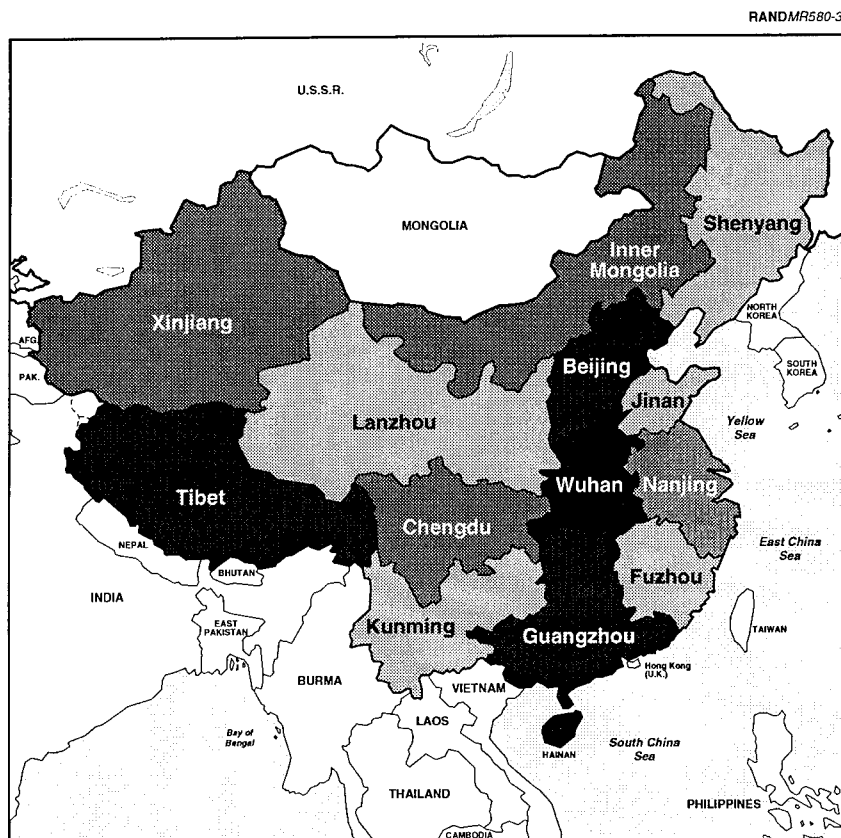 RANDMR580-3
U.S.S.R.
MONGOLIA
Shenyang
Inner
Mongolia
Xinjiang
NORTH
KOREA
AFG.
PAK.
Beijing
SOUTH
KOREA
Jinan
Lanzhou
Yellow
Sea
Tibet
Wuhan
Nanjing
Chengdu
NEPAL
East China
Sea
BHUTAN
Fuzhou
INDIA
EAST
PAKISTAN
Kunming
Guangzhou
TAIWAN
Hong Kong
(U.K.)
BURMA
VIETNAM
LAOS
Bay of
Bengal
HAINAN
South China
Sea
THAILAND
PHILIPPINES
CAMBODIA